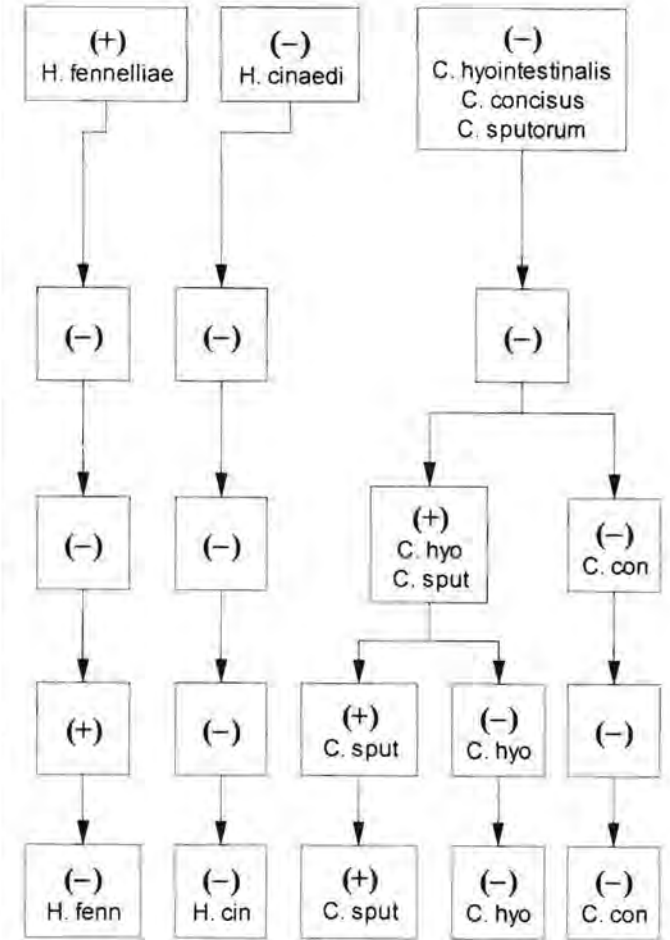 (+)
H. fennelliae
(−)
H. cinaedi
(−)
C. hyointestinalis
C. concisus
C. sputorum
(−)
(−)
(−)
(−)
(−)
(+)
C. hyo
C. sput
(−)
C. con
(+)
(−)
(+)
C. sput
(−)
C. hyo
(−)
(−)
H. fenn
(−)
H. cin
(+)
C. sput
(−)
C. hyo
(−)
C. con